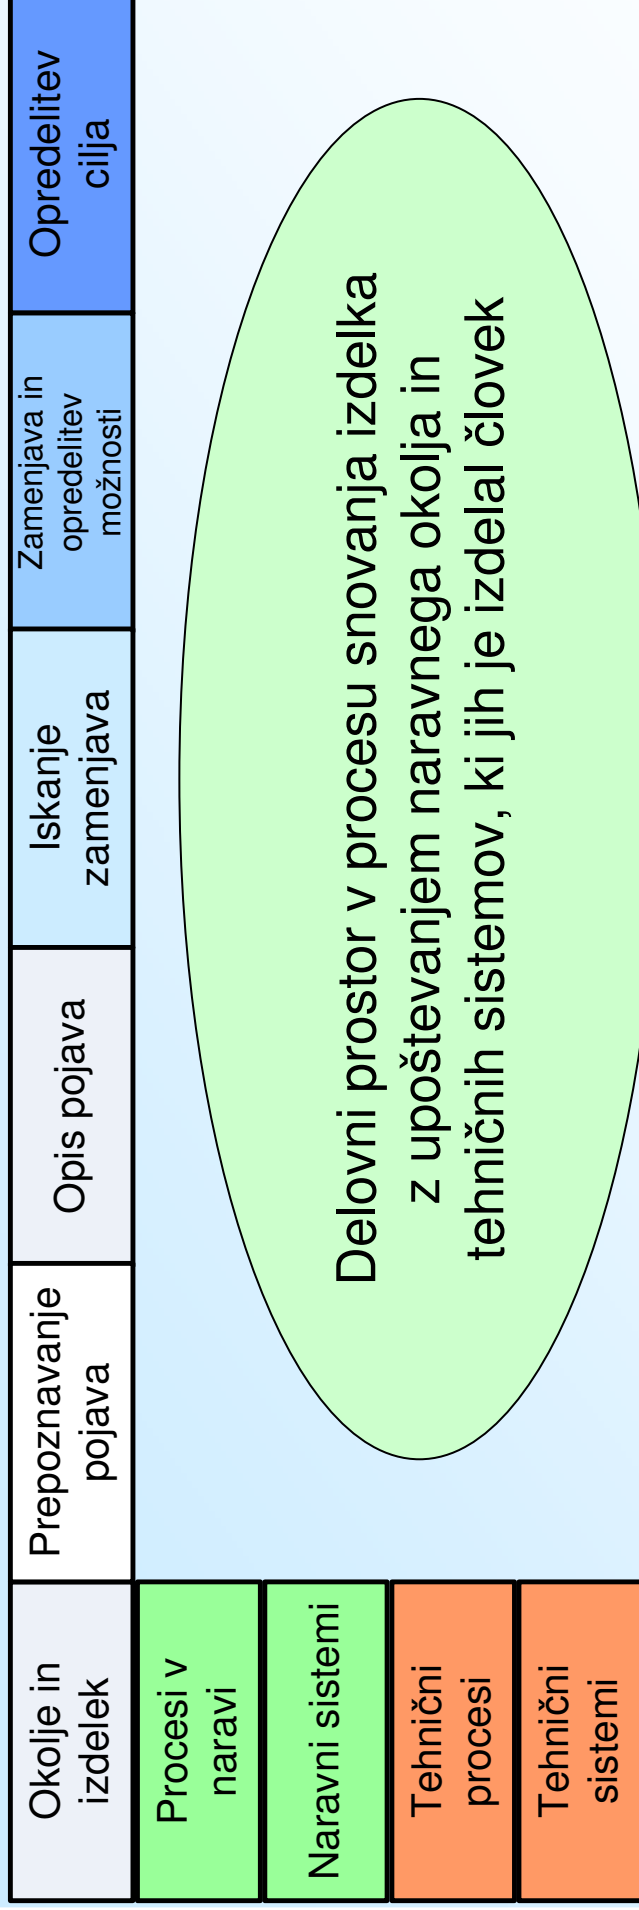 Okolje in
izdelek
Prepoznavanje
pojava
Opis pojava
Iskanje
zamenjava
Zamenjava in
opredelitev
možnosti
Opredelitev
cilja
Procesi v
naravi
Naravni sistemi
Tehnični
procesi
Tehnični
sistemi
Delovni prostor v procesu snovanja izdelka
z upoštevanjem naravnega okolja in
tehničnih sistemov, ki jih je izdelal človek